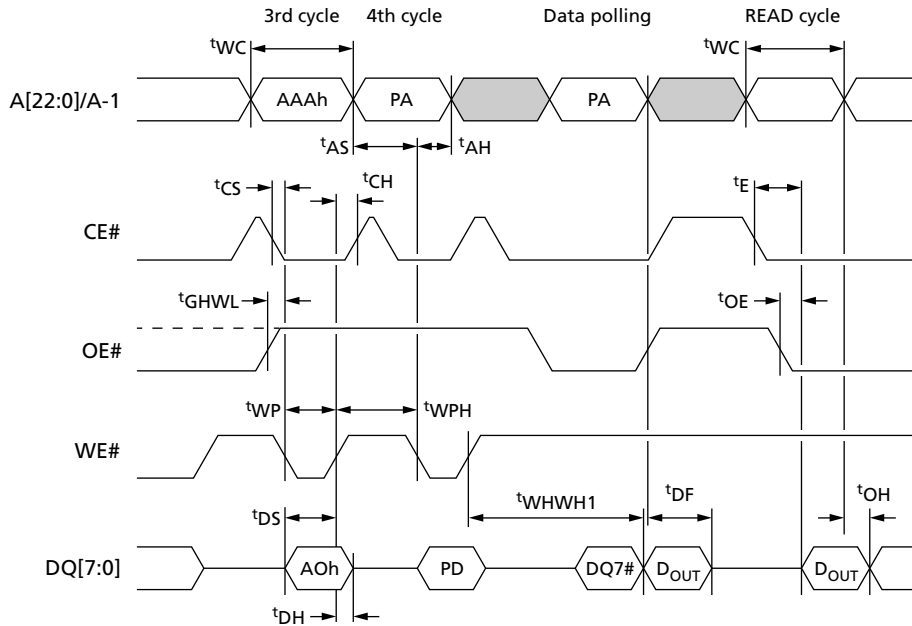 3rd cycle 4th cycle Data polling READ cycle
tWC tWC
A[22:0]/A-1 AAAh PA PA
tAS tAH
tCS tCH tE
CE#
tGHWL tOE
OE#
tWP tWPH
WE#
tWHWH1 tDF tOH
tDS
DQ[7:0] AOh PD DQ7# DOUT DOUT
tDH